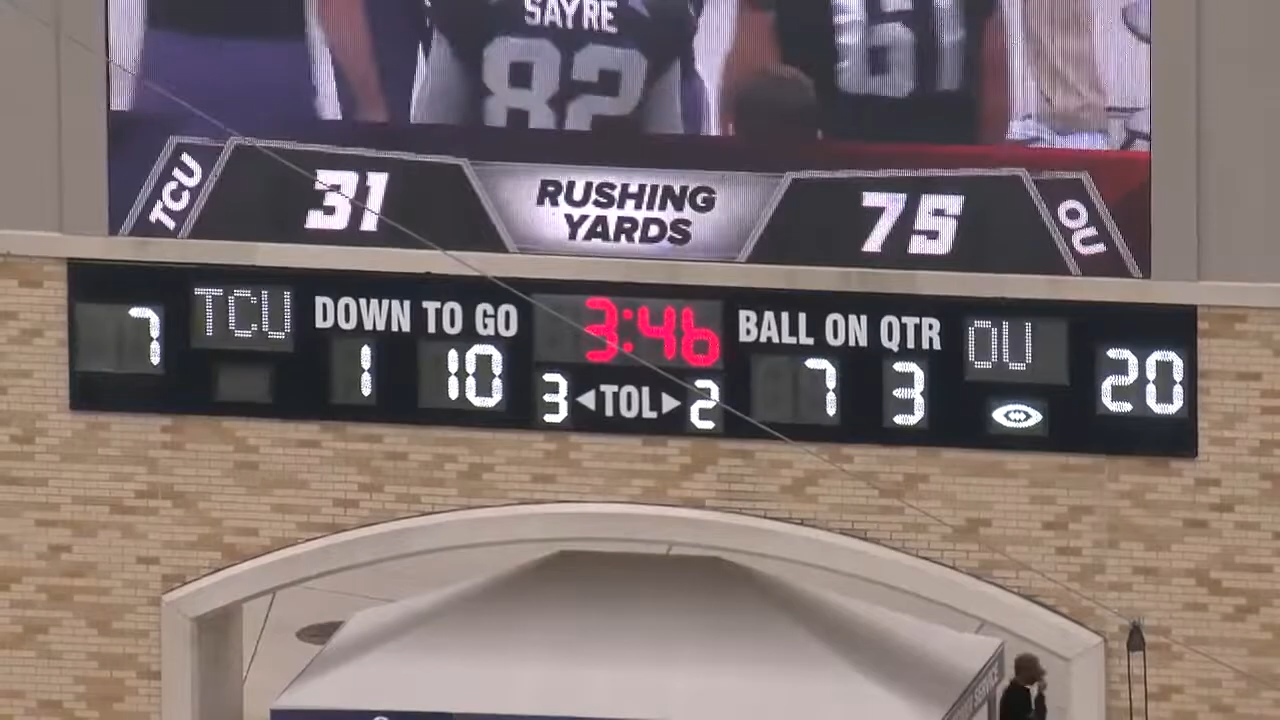 SAYRE
82
61
TCU
31
RUSHING
YARDS
75
OU
7
TCU
DOWN TO GO
1
10
3:46
3 ◀TOL▶ 2
BALL ON QTR
7
3
OU
20